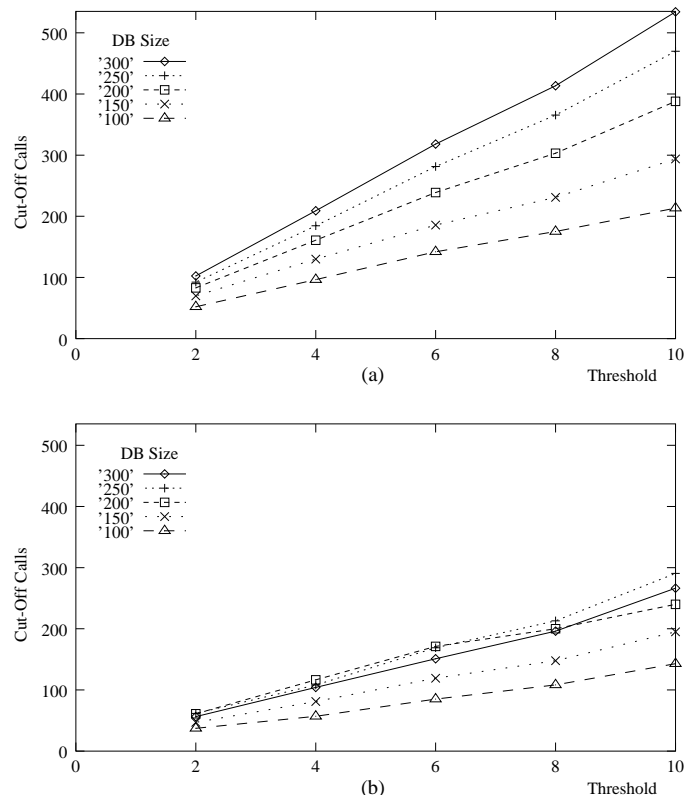 DB Size
'300'
'250'
'200'
'150'
'100'
Cut-Off Calls
500
400
300
200
100
0
0 2 4 6 8 10
(a) Threshold
DB Size
'300'
'250'
'200'
'150'
'100'
Cut-Off Calls
500
400
300
200
100
0
0 2 4 6 8 10
(b) Threshold